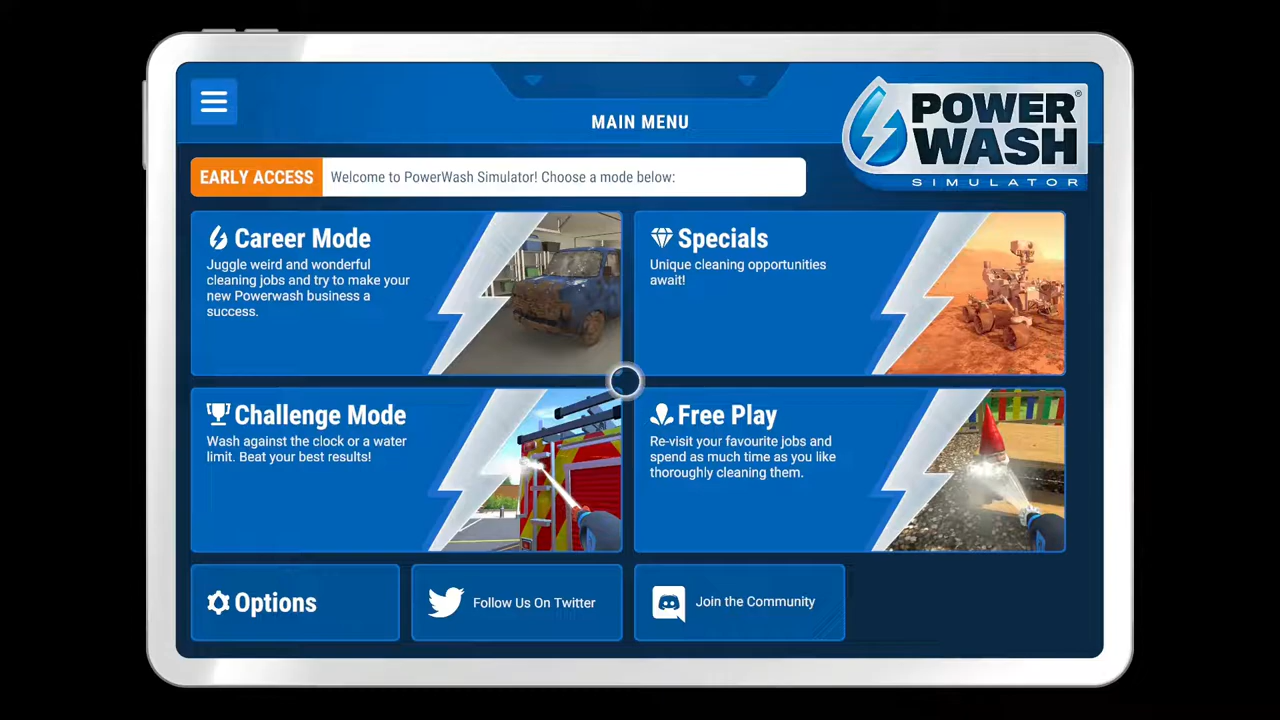 MAIN MENU
POWER
WASH®
SIMULATOR
EARLY ACCESS
Welcome to PowerWash Simulator! Choose a mode below:
Career Mode
Juggle weird and wonderful
cleaning jobs and try to make your
new Powerwash business a
success.
Specials
Unique cleaning opportunities
await!
Challenge Mode
Wash against the clock or a water
limit. Beat your best results!
Free Play
Re-visit your favourite jobs and
spend as much time as you like
thoroughly cleaning them.
Options
Follow Us On Twitter
Join the Community